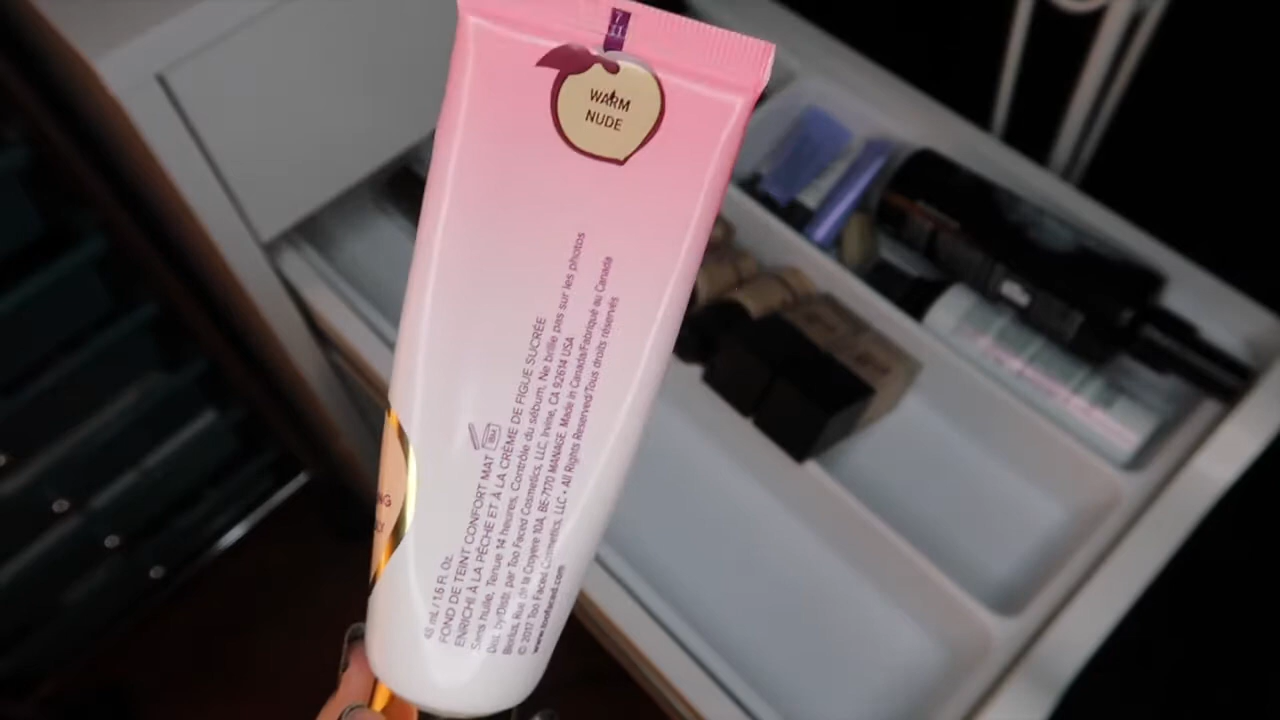 WARM
NUDE
48 mL / 1.6 Fl. Oz.
FOND DE TEINT CONFORT MAT
ENRICHI À LA PÊCHE ET À LA CRÈME DE FIGUE SUCRÉE
Sans huile, Tenue 14 heures, Contrôle du sébum, Ne brille pas sur les photos
Dist. by/Distr. par Too Faced Cosmetics, LLC, Irvine, CA 92614 USA
Rue de la Croyere 10A, BE-7170 MANAGE. Made in Canada/Fabriqué au Canada
© 2017 Too Faced Cosmetics, LLC • All Rights Reserved/Tous droits réservés
www.toofaced.com